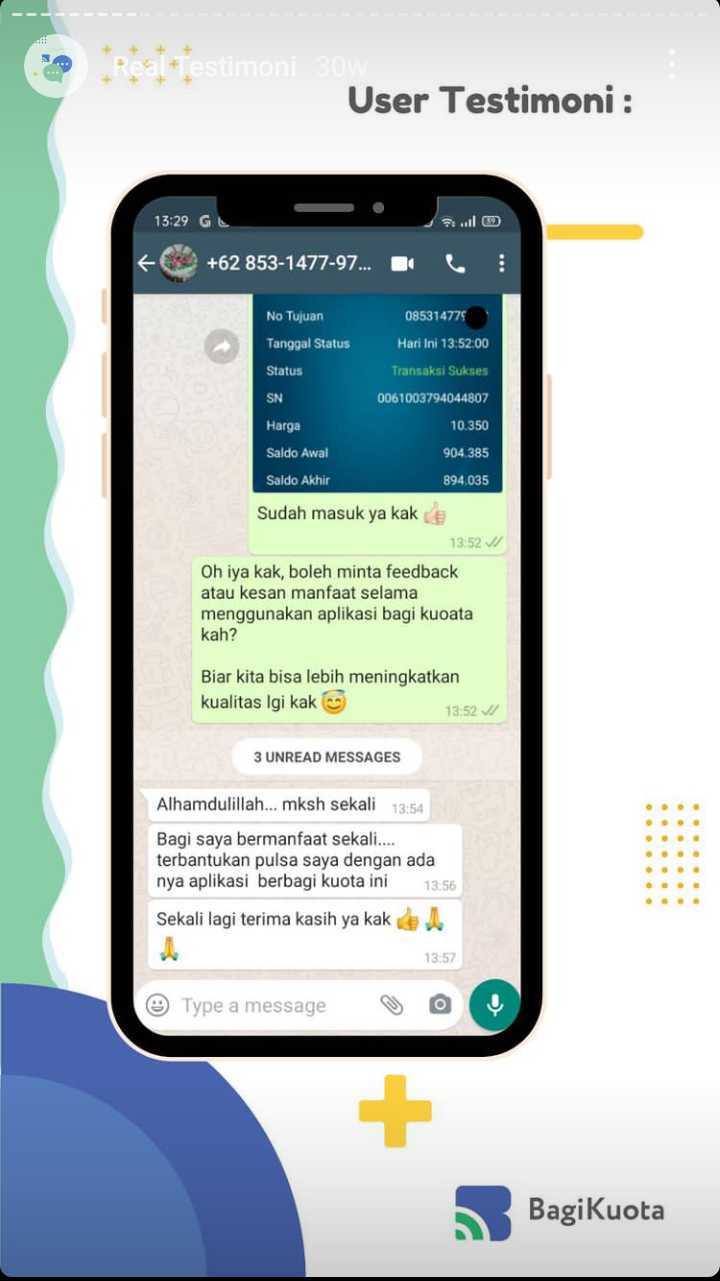 Real Testimoni 30w
User Testimoni :
13:29 G
39
+62 853-1477-97...
No Tujuan 08531477
Tanggal Status Hari Ini 13:52:00
Status Transaksi Sukses
SN 0061003794044807
Harga 10.350
Saldo Awal 904.385
Saldo Akhir 894.035
Sudah masuk ya kak
13:52
Oh iya kak, boleh minta feedback
atau kesan manfaat selama
menggunakan aplikasi bagi kuoata
kah?
Biar kita bisa lebih meningkatkan
kualitas lgi kak
13:52
3 UNREAD MESSAGES
Alhamdulillah... mksh sekali 13:54
Bagi saya bermanfaat sekali....
terbantukan pulsa saya dengan ada
nya aplikasi berbagi kuota ini 13:56
Sekali lagi terima kasih ya kak
13:57
Type a message
BagiKuota